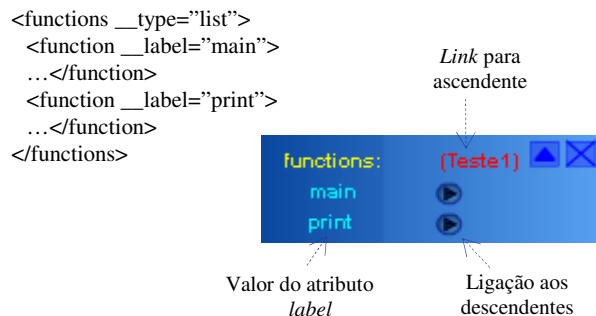 <functions __type=”list”>
<function __label=”main”>
…</function>
<function __label=”print”>
…</function>
</functions>
Link para
ascendente
functions: (Teste1)
main
print
Valor do atributo
label
Ligação aos
descendentes